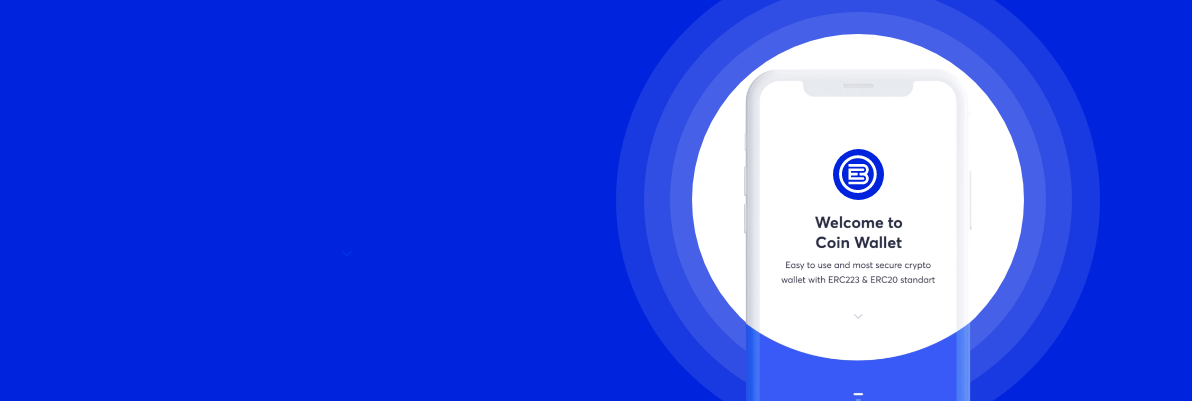 Welcome to
Coin Wallet
Easy to use and most secure crypto
wallet with ERC223 & ERC20 standart